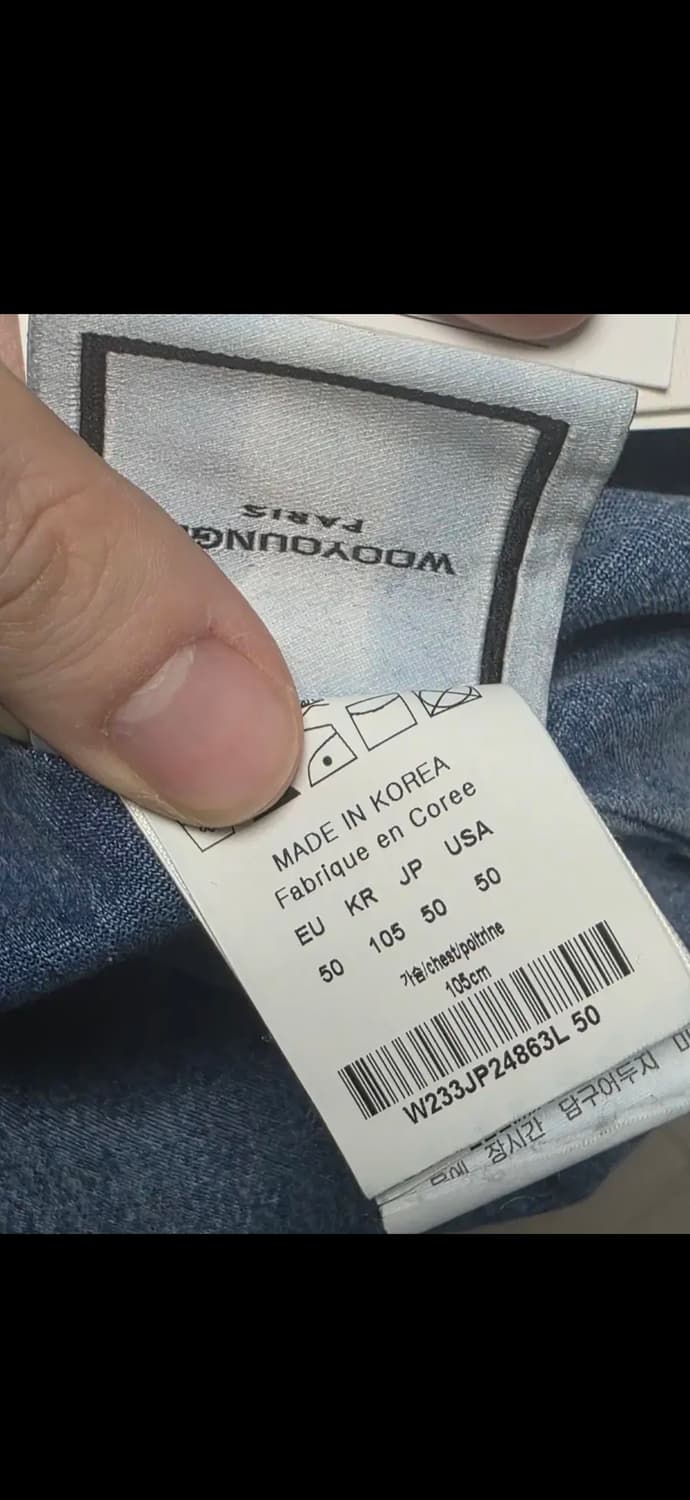 PARIS
WOOYOUNG
MADE IN KOREA
Fabrique en Coree
EU KR JP USA
50 105 50 50
가슴/chest/poitrine
105cm
W233JP24863L 50
장시간 담구어두지